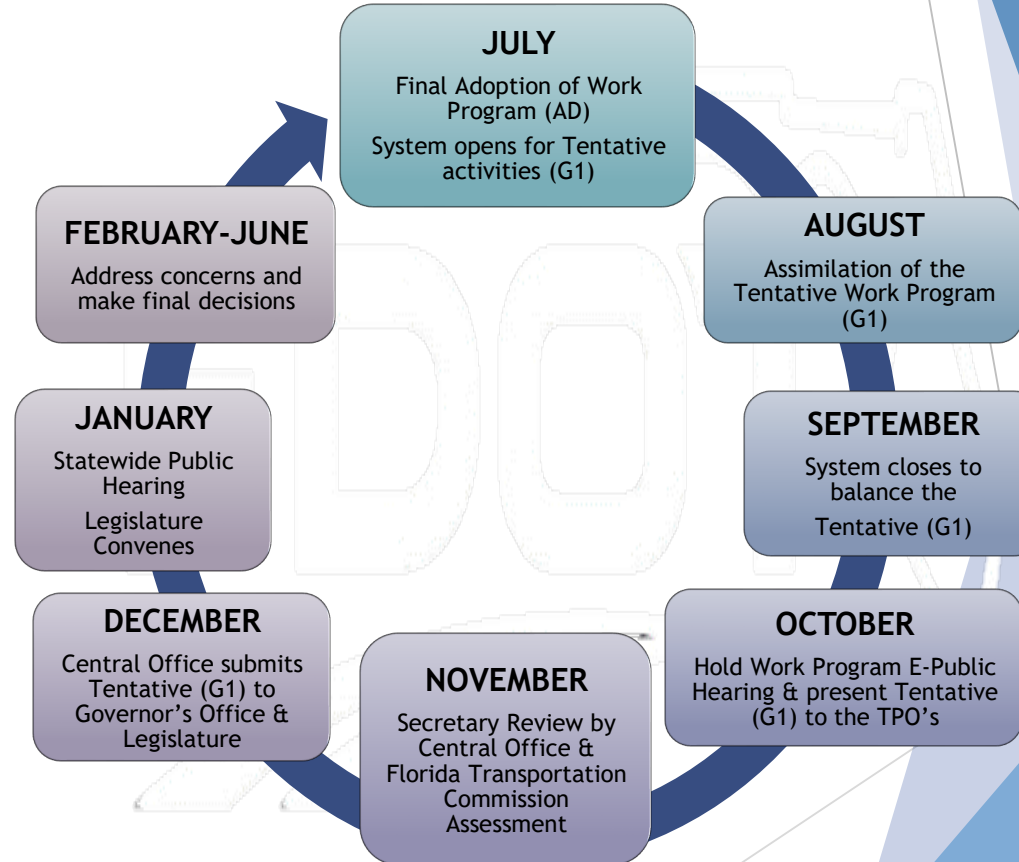 JULY
Final Adoption of Work
Program (AD)
System opens for Tentative
activities (G1)
AUGUST
Assimilation of the
Tentative Work Program
(G1)
SEPTEMBER
System closes to
balance the
Tentative (G1)
OCTOBER
Hold Work Program E-Public
Hearing & present Tentative
(G1) to the TPO’s
NOVEMBER
Secretary Review by
Central Office &
Florida Transportation
Commission
Assessment
DECEMBER
Central Office submits
Tentative (G1) to
Governor’s Office &
Legislature
JANUARY
Statewide Public
Hearing
Legislature
Convenes
FEBRUARY-JUNE
Address concerns and
make final decisions
FDOT